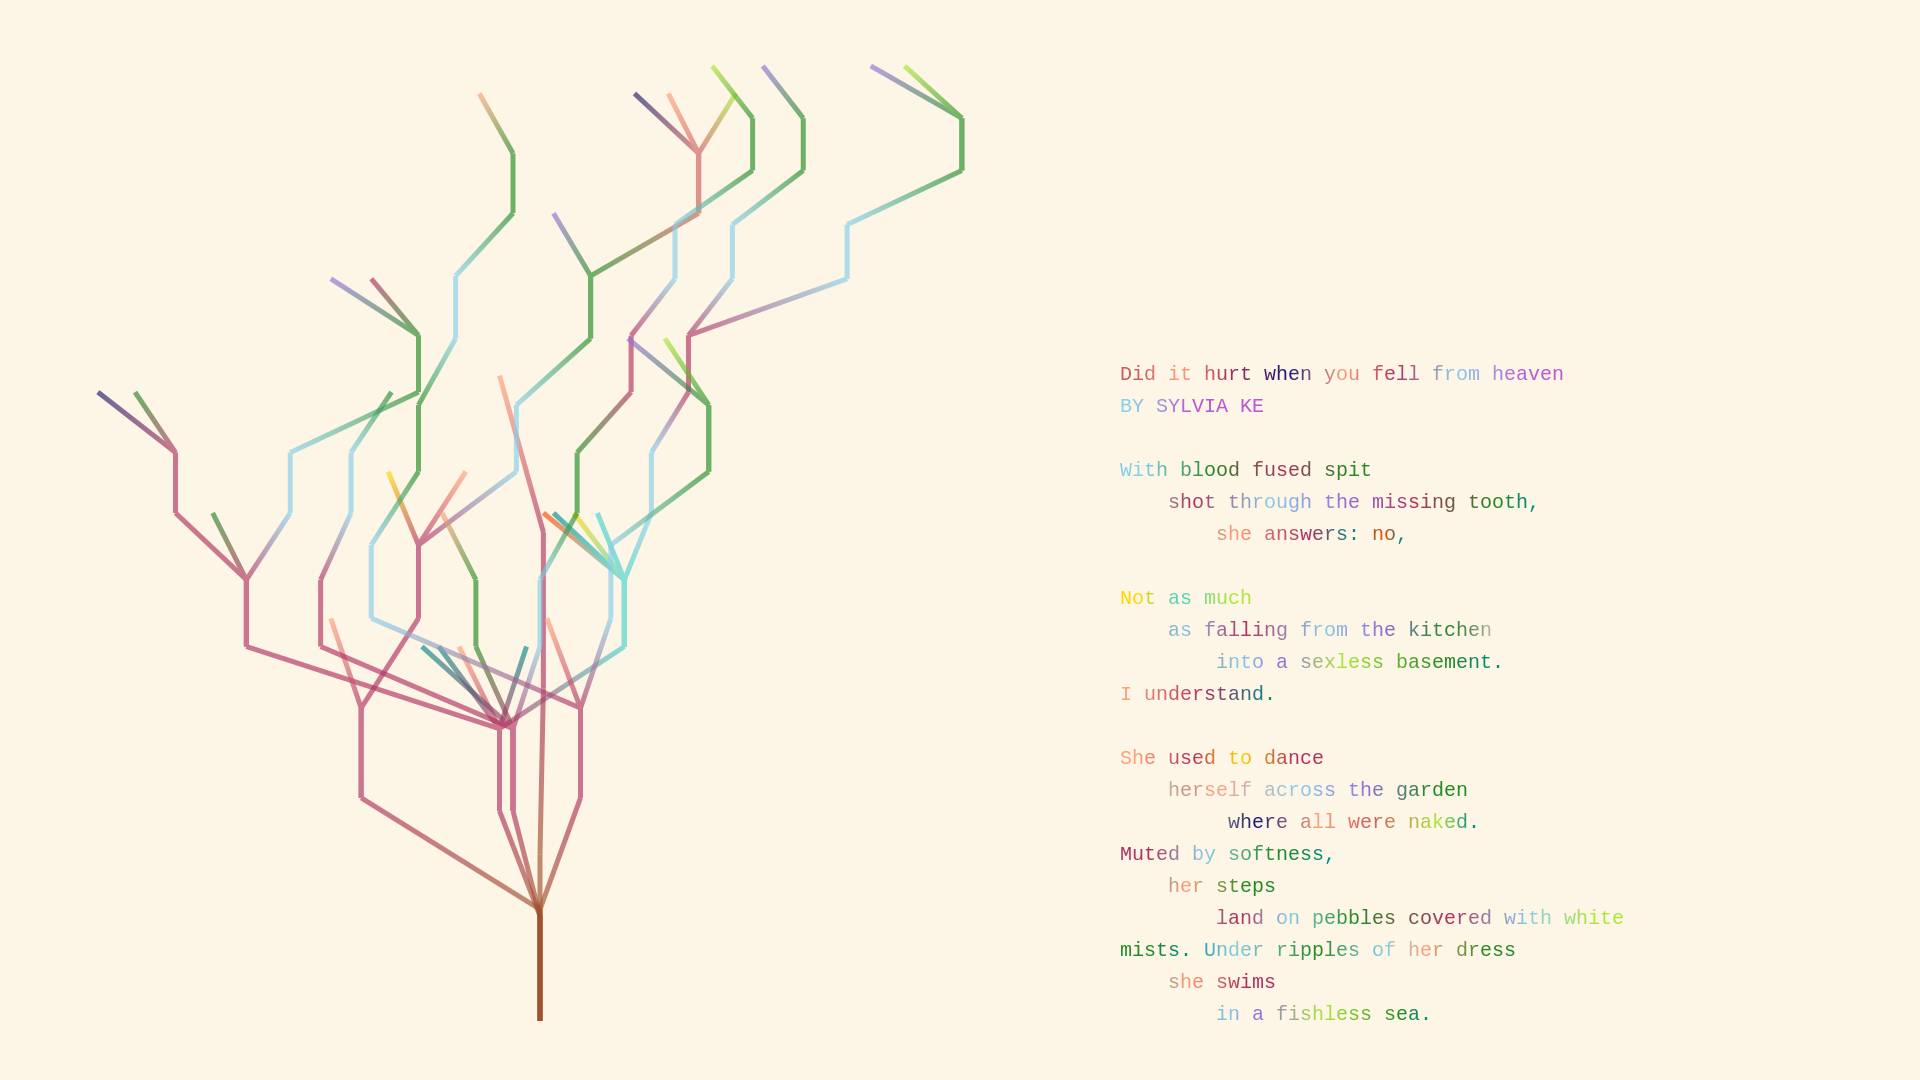 Did it hurt when you fell from heaven
BY SYLVIA KE
With blood fused spit
shot through the missing tooth,
she answers: no,
Not as much
as falling from the kitchen
into a sexless basement.
I understand.
She used to dance
herself across the garden
where all were naked.
Muted by softness,
her steps
land on pebbles covered with white
mists. Under ripples of her dress
she swims
in a fishless sea.